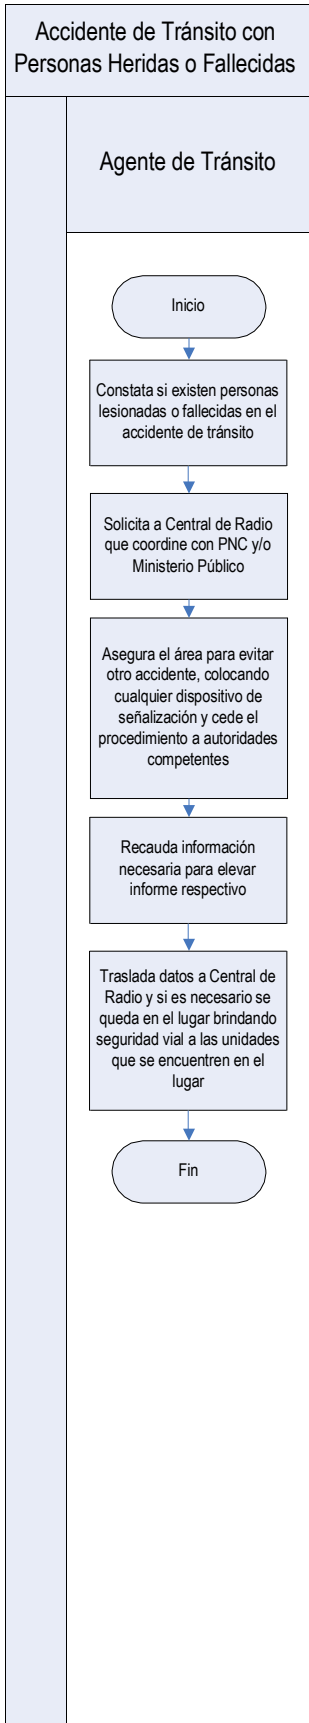 Accidente de Tránsito con
Personas Heridas o Fallecidas
Agente de Tránsito
Inicio
Constata si existen personas
lesionadas o fallecidas en el
accidente de tránsito
Solicita a Central de Radio
que coordine con PNC y/o
Ministerio Público
Asegura el área para evitar
otro accidente, colocando
cualquier dispositivo de
señalización y cede el
procedimiento a autoridades
competentes
Recauda información
necesaria para elevar
informe respectivo
Traslada datos a Central de
Radio y si es necesario se
queda en el lugar brindando
seguridad vial a las unidades
que se encuentren en el
lugar
Fin